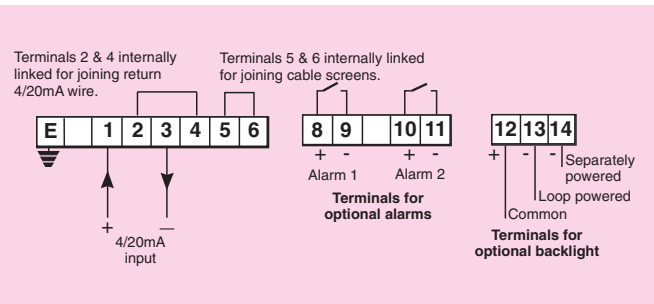 Terminals 2 & 4 internally
linked for joining return
4/20mA wire.
Terminals 5 & 6 internally linked
for joining cable screens.
E 1 2 3 4 5 6
8 9 10 11
12 13 14
+ -
Alarm 1
+ -
Alarm 2
Terminals for
optional alarms
+ - -
Separately
powered
Loop powered
Common
Terminals for
optional backlight
+ —
4/20mA
input